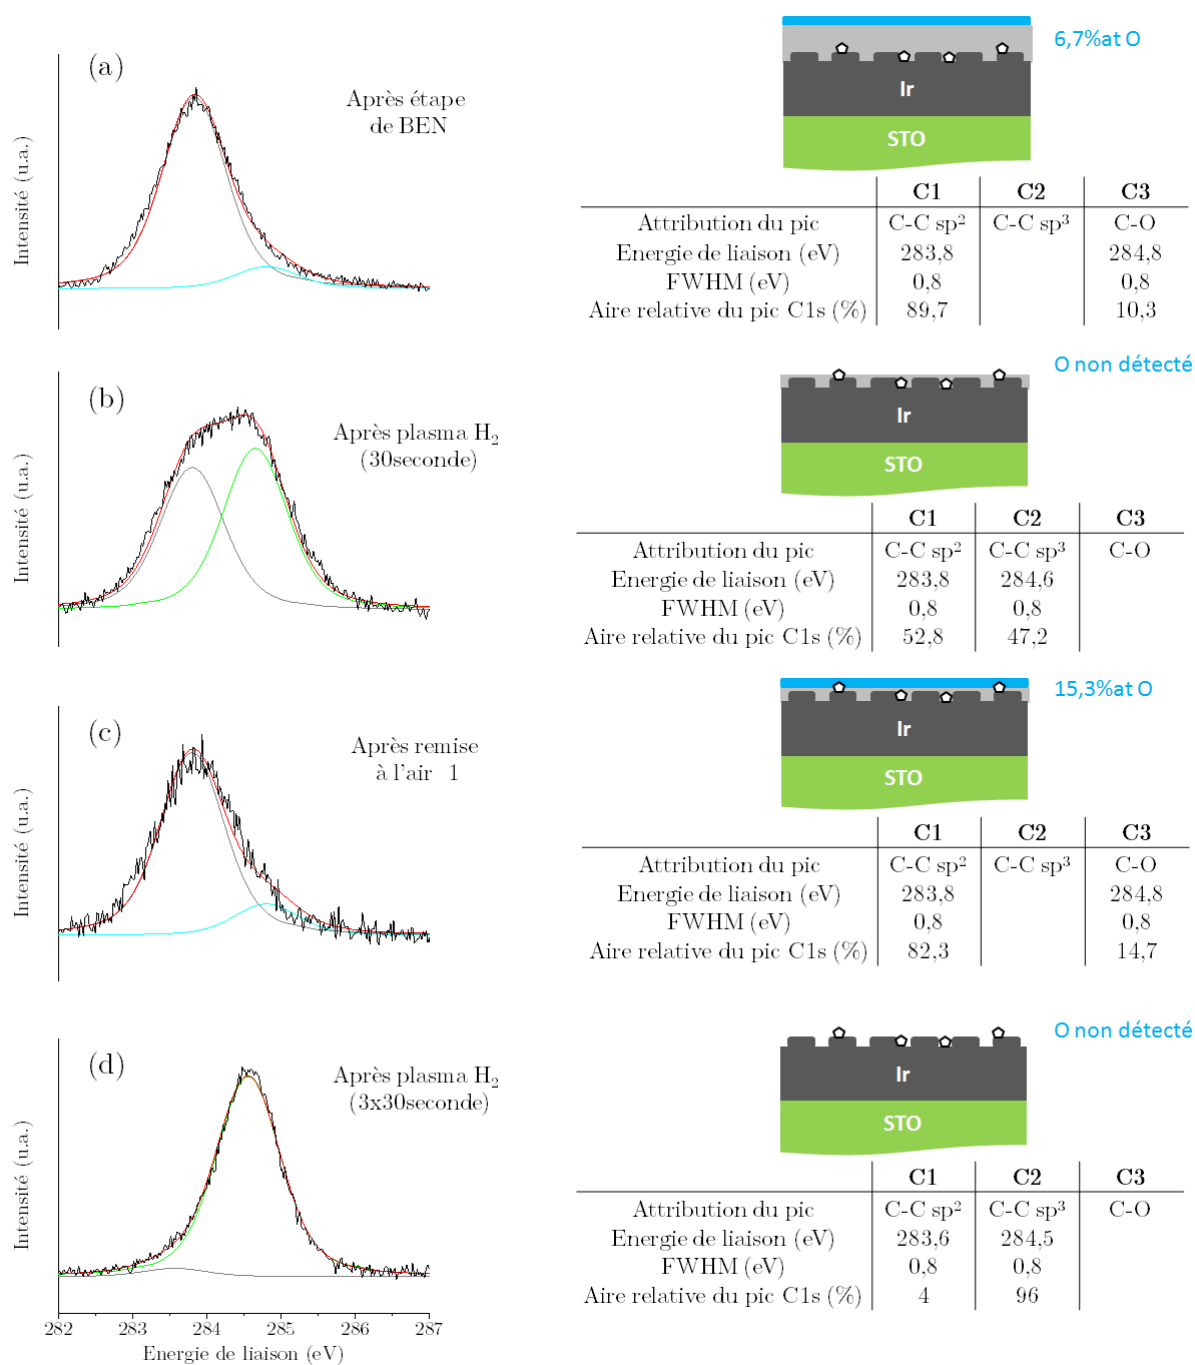 (a)
Après étape
de BEN
Intensité (u.a.)
6,7%at O
Ir
STO
C1 C2 C3
Attribution du pic C-C sp² C-C sp³ C-O
Energie de liaison (eV) 283,8 284,8
FWHM (eV) 0,8 0,8
Aire relative du pic C1s (%) 89,7 10,3
(b)
Après plasma H₂
(30seconde)
Intensité (u.a.)
O non détecté
Ir
STO
C1 C2 C3
Attribution du pic C-C sp² C-C sp³ C-O
Energie de liaison (eV) 283,8 284,6
FWHM (eV) 0,8 0,8
Aire relative du pic C1s (%) 52,8 47,2
(c)
Après remise
à l'air 1
Intensité (u.a.)
15,3%at O
Ir
STO
C1 C2 C3
Attribution du pic C-C sp² C-C sp³ C-O
Energie de liaison (eV) 283,8 284,8
FWHM (eV) 0,8 0,8
Aire relative du pic C1s (%) 82,3 14,7
(d)
Après plasma H₂
(3x30seconde)
Intensité (u.a.)
282 283 284 285 286 287
Energie de liaison (eV)
O non détecté
Ir
STO
C1 C2 C3
Attribution du pic C-C sp² C-C sp³ C-O
Energie de liaison (eV) 283,6 284,5
FWHM (eV) 0,8 0,8
Aire relative du pic C1s (%) 4 96